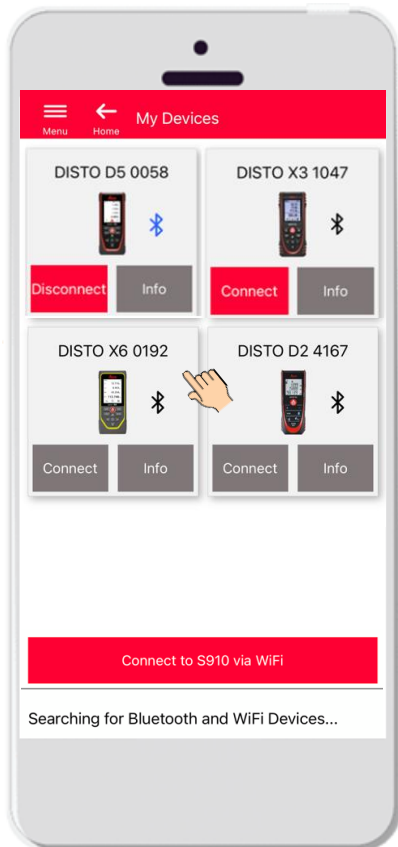 My Devices
Menu
Home
DISTO D5 0058
DISTO X3 1047
Disconnect
Info
Connect
Info
DISTO X6 0192
DISTO D2 4167
Connect
Info
Connect
Info
Connect to S910 via WiFi
Searching for Bluetooth and WiFi Devices...